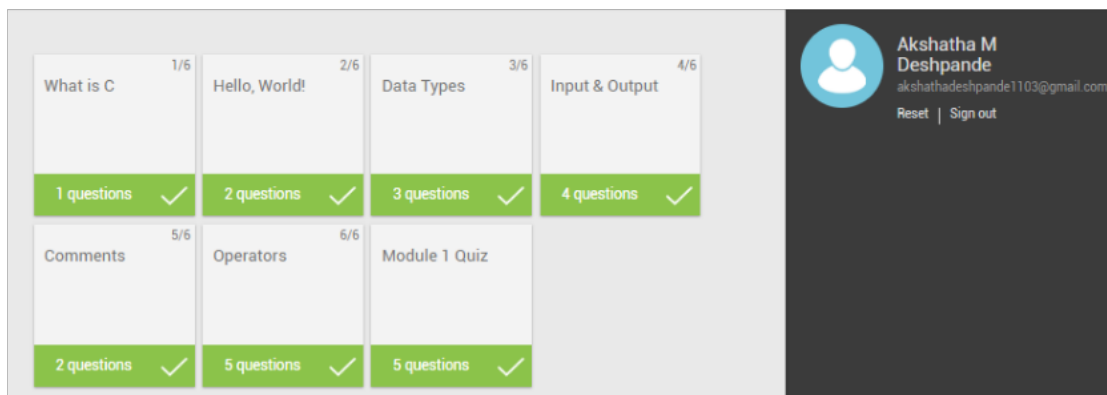 1/6
What is C
1 questions
2/6
Hello, World!
2 questions
3/6
Data Types
3 questions
4/6
Input & Output
4 questions
5/6
Comments
2 questions
6/6
Operators
5 questions
Module 1 Quiz
5 questions
Akshatha M
Deshpande
akshathadeshpande1103@gmail.com
Reset | Sign out